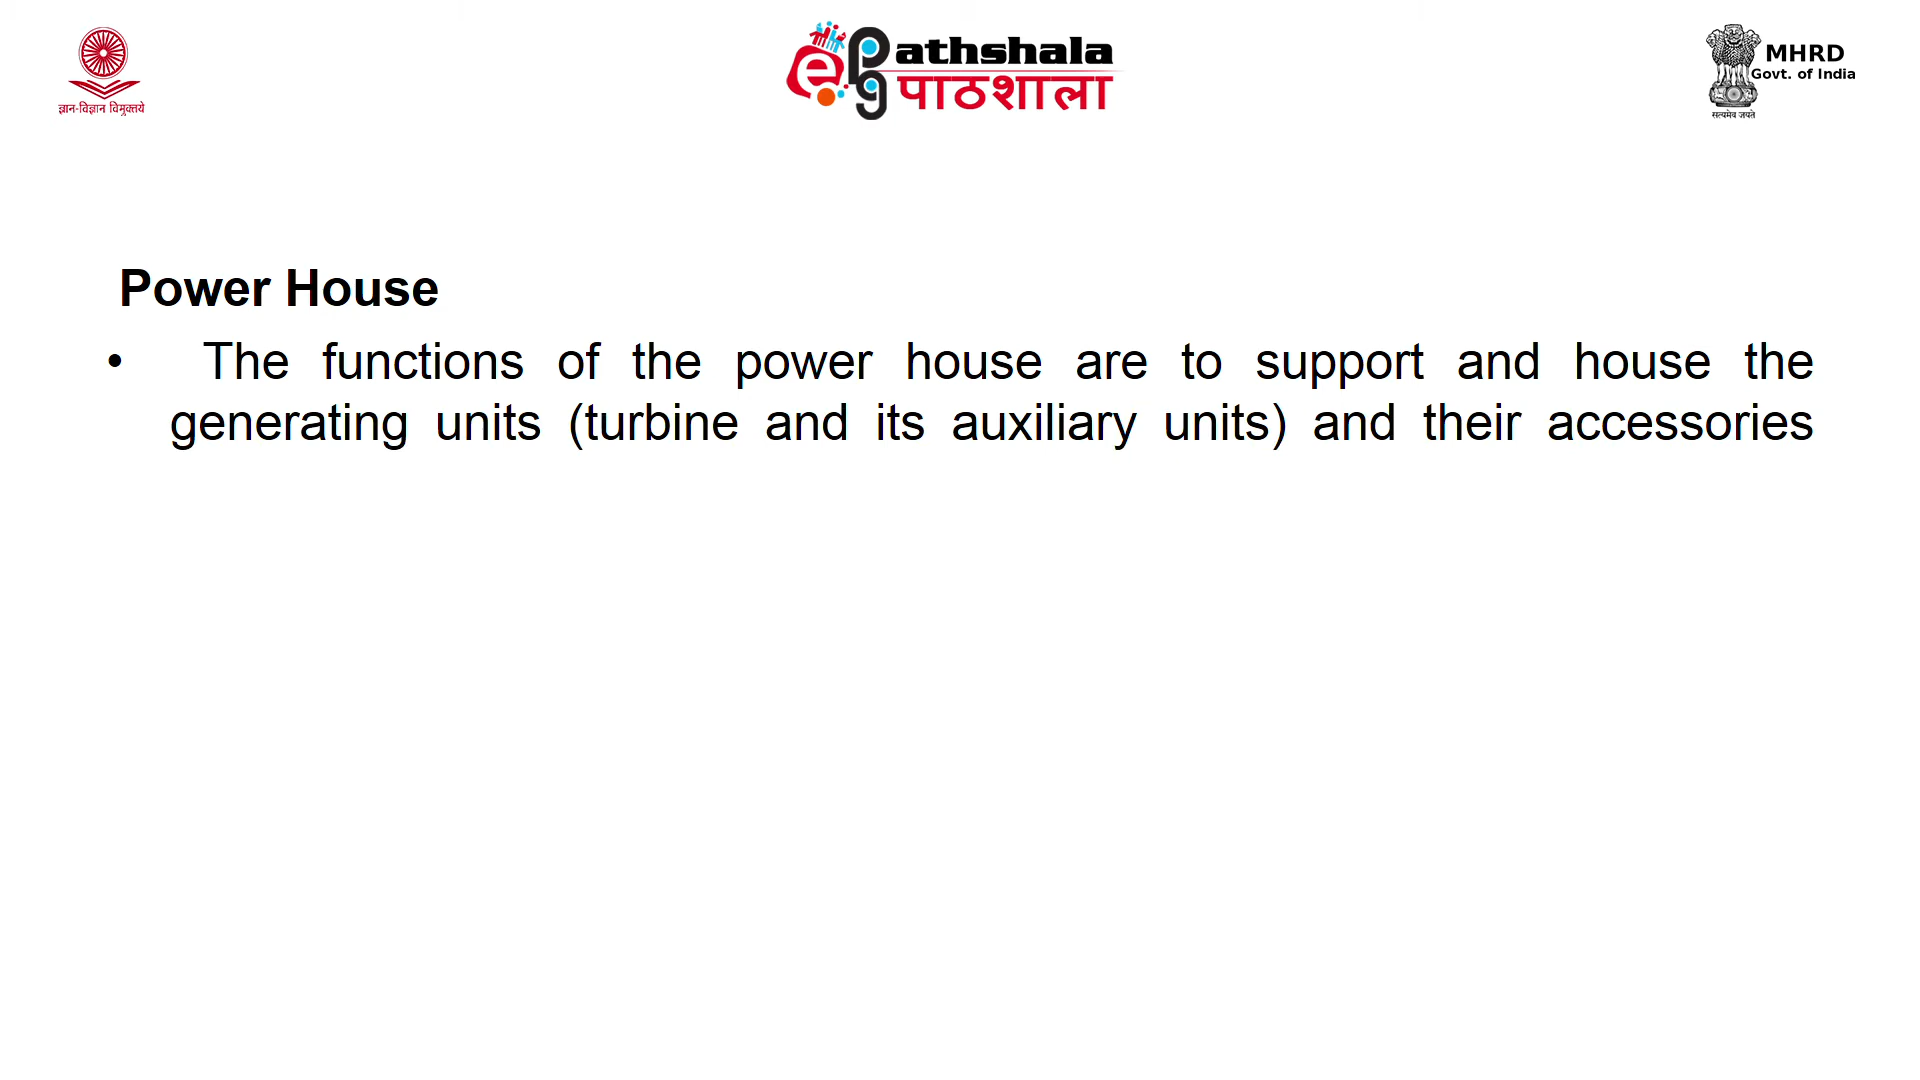 ज्ञान-विज्ञान विमुक्तये
ePg athshala
पाठशाला
MHRD
Govt. of India
सत्यमेव जयते
Power House
• The functions of the power house are to support and house the
generating units (turbine and its auxiliary units) and their accessories